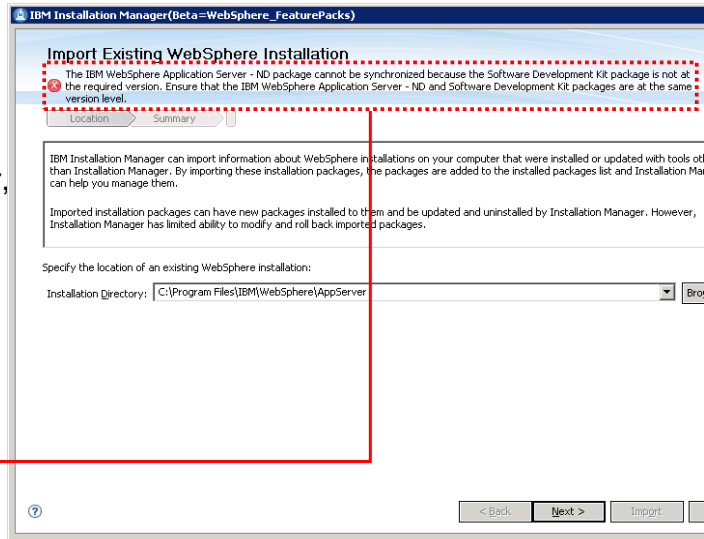 IBM Installation Manager(Beta=WebSphere_FeaturePacks)
Import Existing WebSphere Installation
The IBM WebSphere Application Server - ND package cannot be synchronized because the Software Development Kit package is not at
the required version. Ensure that the IBM WebSphere Application Server - ND and Software Development Kit packages are at the same
version level.
Location Summary
IBM Installation Manager can import information about WebSphere installations on your computer that were installed or updated with tools
than Installation Manager. By importing these installation packages, the packages are added to the installed packages list and Installation
can help you manage them.
Imported installation packages can have new packages installed to them and be updated and uninstalled by Installation Manager. However,
Installation Manager has limited ability to modify and roll back imported packages.
Specify the location of an existing WebSphere installation:
Installation Directory: C:\Program Files\IBM\WebSphere\AppServer
< Back Next > Import